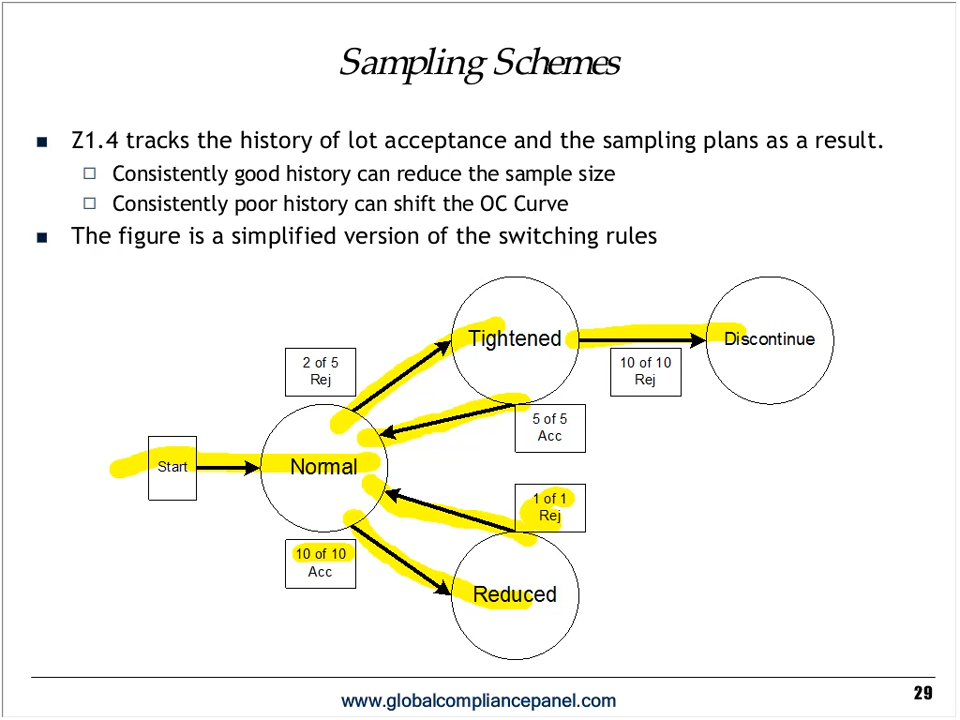 Sampling Schemes
Z1.4 tracks the history of lot acceptance and the sampling plans as a result.
Consistently good history can reduce the sample size
Consistently poor history can shift the OC Curve
The figure is a simplified version of the switching rules
Tightened
Discontinue
2 of 5
Rej
10 of 10
Rej
5 of 5
Acc
Start
Normal
1 of 1
Rej
10 of 10
Acc
Reduced
www.globalcompliancepanel.com
29